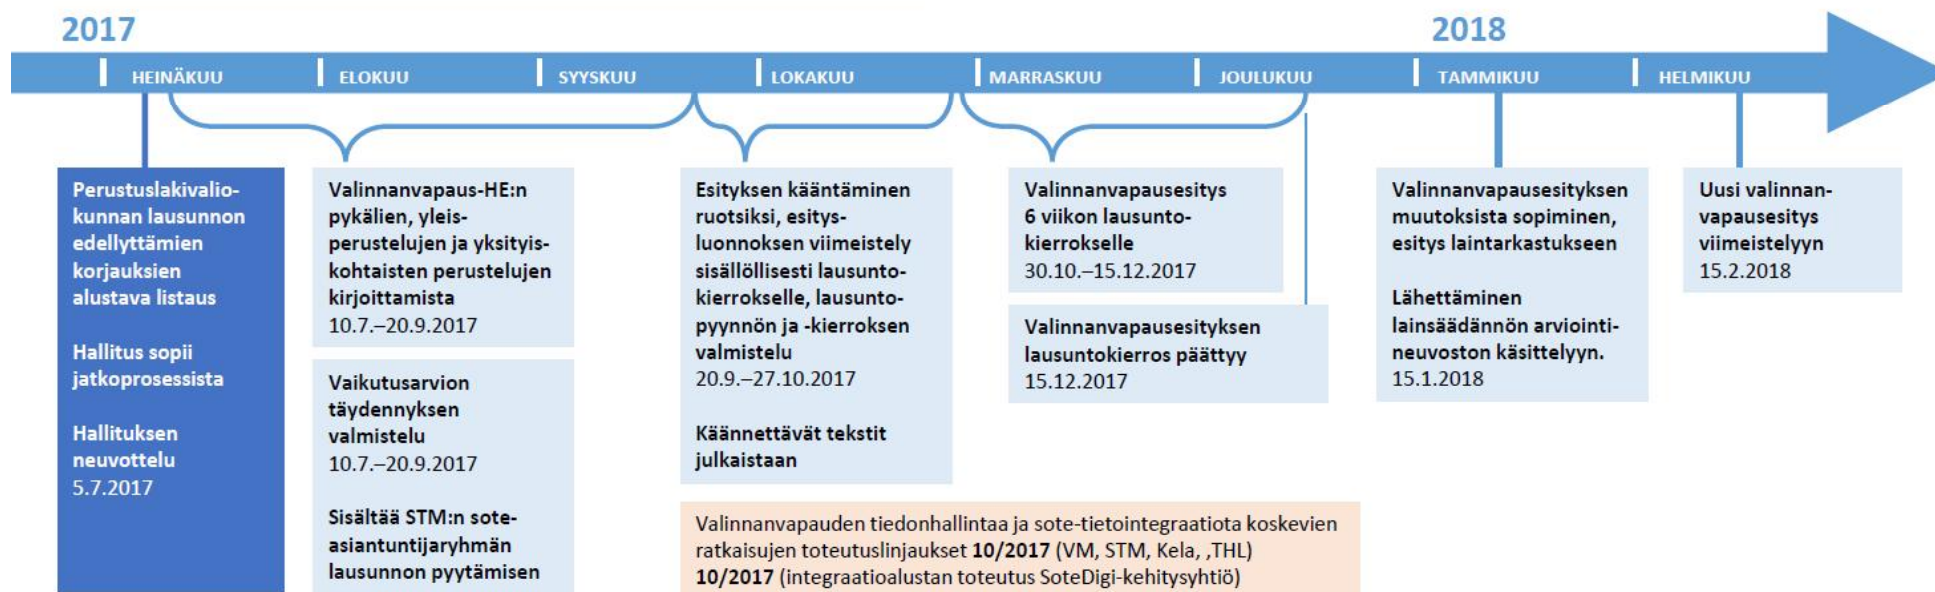 2017
2018
HEINÄKUU
ELOKUU
SYYSKUU
LOKAKUU
MARRASKUU
JOULUKUU
TAMMIKUU
HELMIKUU
Perustuslakivalio-
kunnan lausunnon
edellyttämien
korjauksien
alustava listaus
Hallitus sopii
jatkoprosessista
Hallituksen
neuvottelu
5.7.2017
Valinnanvapaus-HE:n
pykälien, yleis-
perustelujen ja yksityis-
kohtaisten perustelujen
kirjoittamista
10.7.–20.9.2017
Vaikutusarvion
täydennyksen
valmistelu
10.7.–20.9.2017
Sisältää STM:n sote-
asiantuntijaryhmän
lausunnon pyytämisen
Esityksen kääntäminen
ruotsiksi, esitys-
luonnoksen viimeistely
sisällöllisesti lausunto-
kierrokselle, lausunto-
pyynnön ja -kierroksen
valmistelu
20.9.–27.10.2017
Käännettävät tekstit
julkaistaan
Valinnanvapausesitys
6 viikon lausunto-
kierrokselle
30.10.–15.12.2017
Valinnanvapausesityksen
lausuntokierros päättyy
15.12.2017
Valinnanvapausesityksen
muutoksista sopiminen,
esitys laintarkastukseen
Lähettäminen
lainsäädännön arviointi-
neuvoston käsittelyyn.
15.1.2018
Uusi valinnan-
vapausesitys
viimeistelyyn
15.2.2018
Valinnanvapauden tiedonhallintaa ja sote-tietointegraatiota koskevien
ratkaisujen toteutuslinjaukset 10/2017 (VM, STM, Kela, ,THL)
10/2017 (integraatioalustan toteutus SoteDigi-kehitysyhtiö)